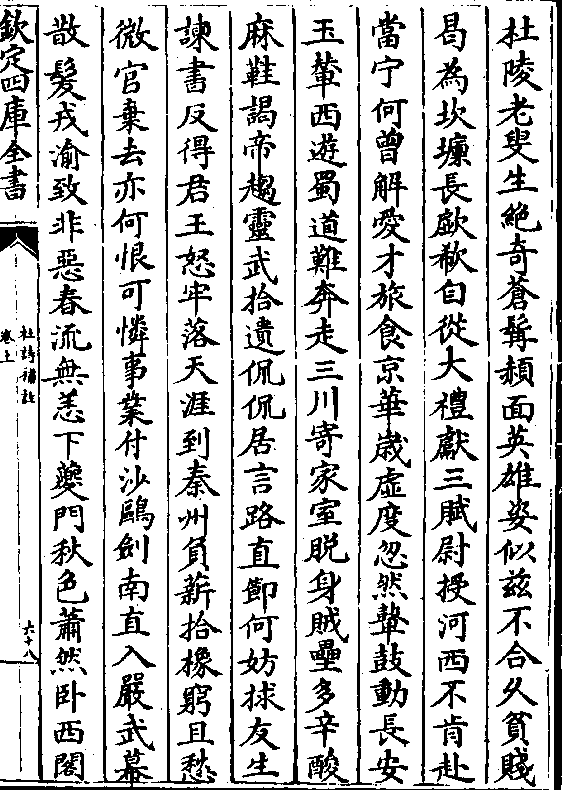 杜陵老叟生絶奇蒼髯頳面英雄姿似兹不合久貧賤
曷為坎壈長歔欷自從大禮獻三賦尉授河西不肯赴
當宁何曽解愛才旅食京華歳虚度忽然鼙鼓動長安
玉輦西遊蜀道難奔走三川寄家室脱身賊壘多辛酸
麻鞋謁帝趨靈武拾遺侃侃居言路直節何妨捄友生
諫書反得君王怒牢落天涯到秦州負薪拾橡窮且愁
微官棄去亦何恨可憐事業付沙鷗劍南直入嚴武幕
散髮戎渝致非惡春流無恙下夔門秋色蕭然卧西閣
欽定四庫全書
杜詩攟
卷上
六十八